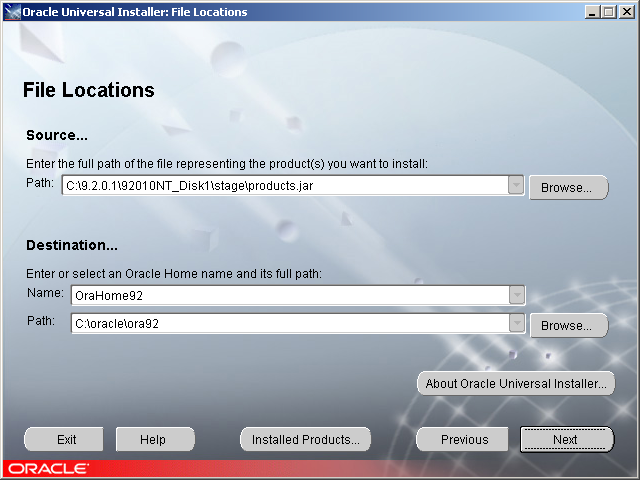 Oracle Universal Installer: File Locations
File Locations
Source...
Enter the full path of the file representing the product(s) you want to install:
Path: C:\9.2.0.1\92010NT_Disk1\stage\products.jar Browse...
Destination...
Enter or select an Oracle Home name and its full path:
Name: OraHome92
Path: C:\oracle\ora92 Browse...
About Oracle Universal Installer...
Exit Help Installed Products... Previous Next
ORACLE